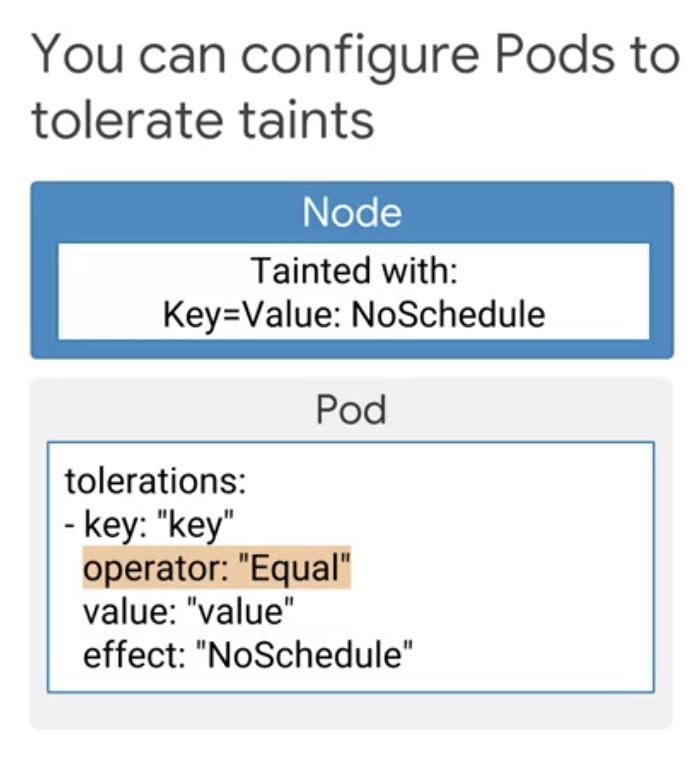 You can configure Pods to
tolerate taints
Node
Tainted with:
Key=Value: NoSchedule
Pod
tolerations:
- key: "key"
operator: "Equal"
value: "value"
effect: "NoSchedule"